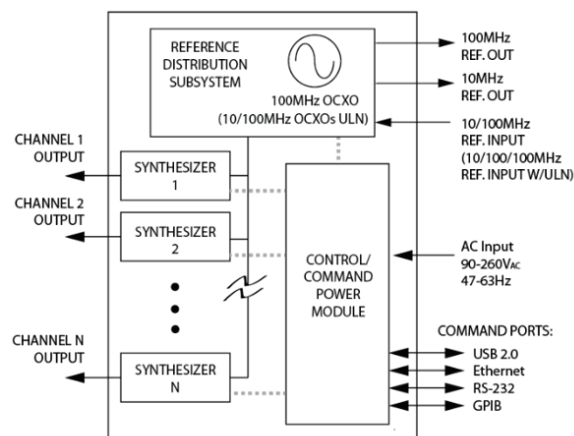 REFERENCE
DISTRIBUTION
SUBSYSTEM
100MHz OCXO
(10/100MHz OCXOs ULN)
100MHz
REF. OUT
10MHz
REF. OUT
10/100MHz
REF. INPUT
(10/100/100MHz
REF. INPUT W/ULN)
CHANNEL 1
OUTPUT
SYNTHESIZER
1
CHANNEL 2
OUTPUT
SYNTHESIZER
2
CHANNEL N
OUTPUT
SYNTHESIZER
N
CONTROL/
COMMAND
POWER
MODULE
AC Input
90-260VAC
47-63Hz
COMMAND PORTS:
USB 2.0
Ethernet
RS-232
GPIB